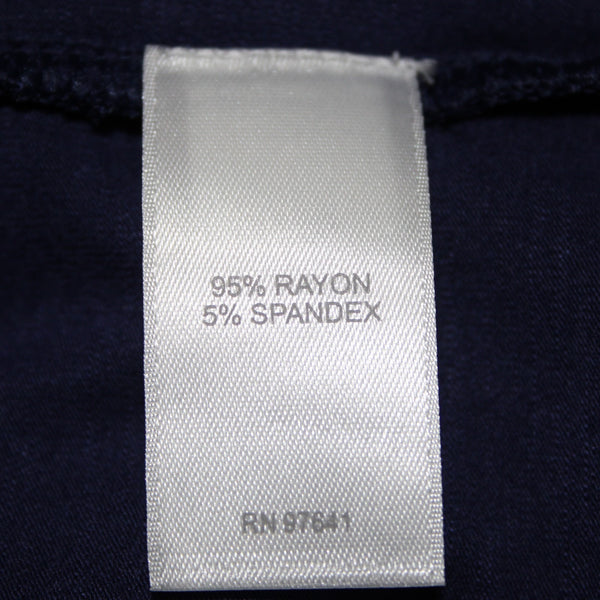 95% RAYON
5% SPANDEX
RN 97641